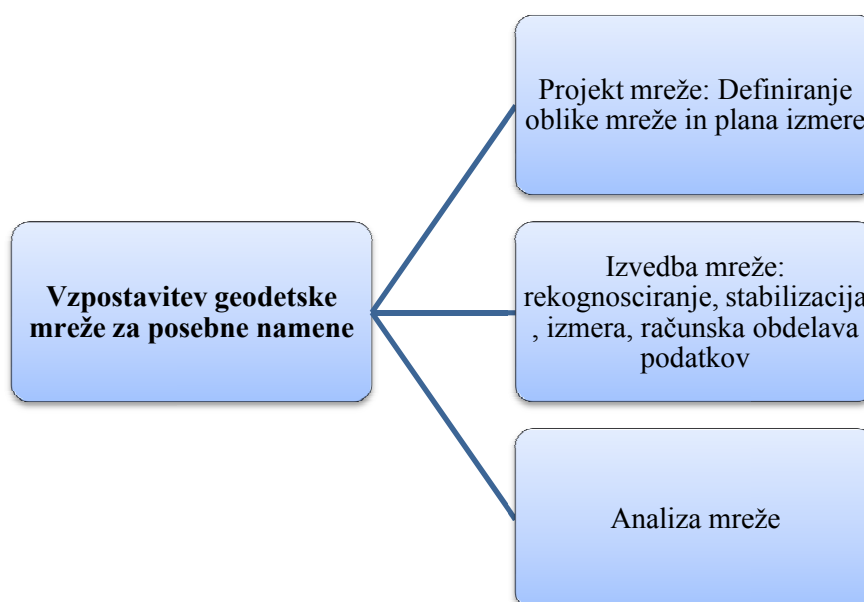 Projekt mreže: Definiranje
oblike mreže in plana izmere
Vzpostavitev geodetske
mreže za posebne namene
Izvedba mreže:
rekognosciranje, stabilizacija
, izmera, računska obdelava
podatkov
Analiza mreže